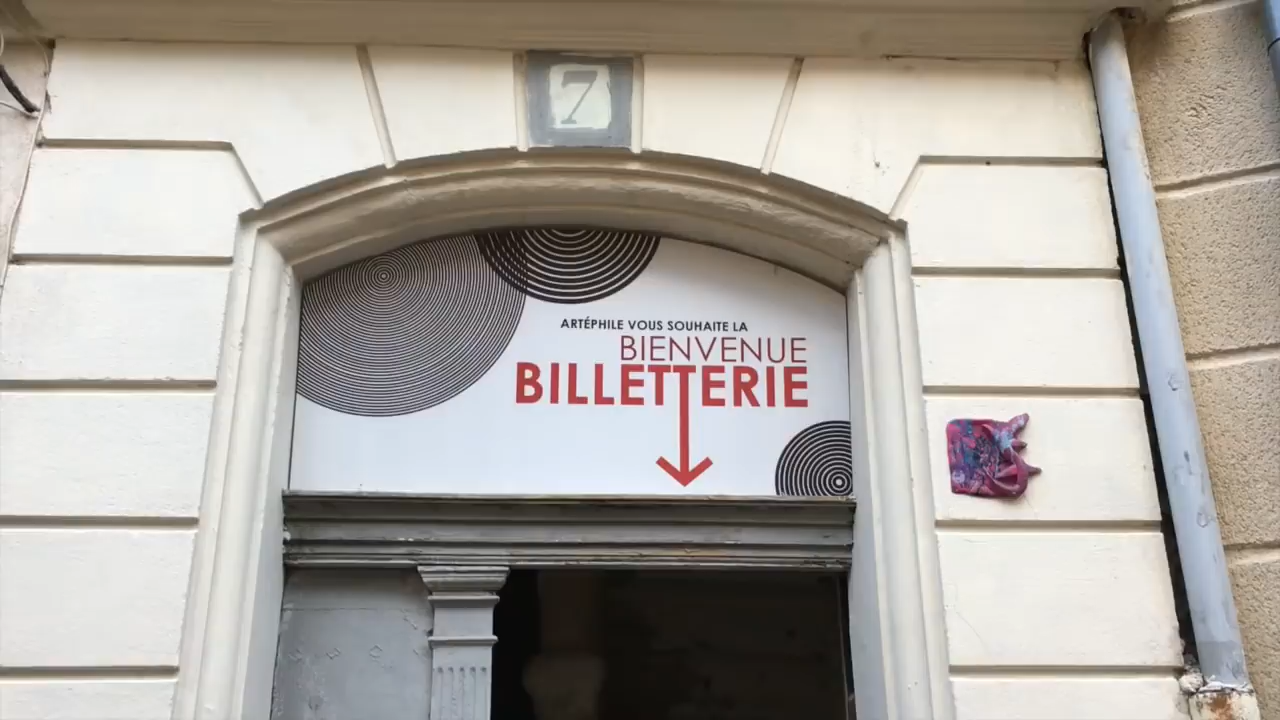 7
ARTÉPHILE VOUS SOUHAITE LA
BIENVENUE
BILLETTERIE